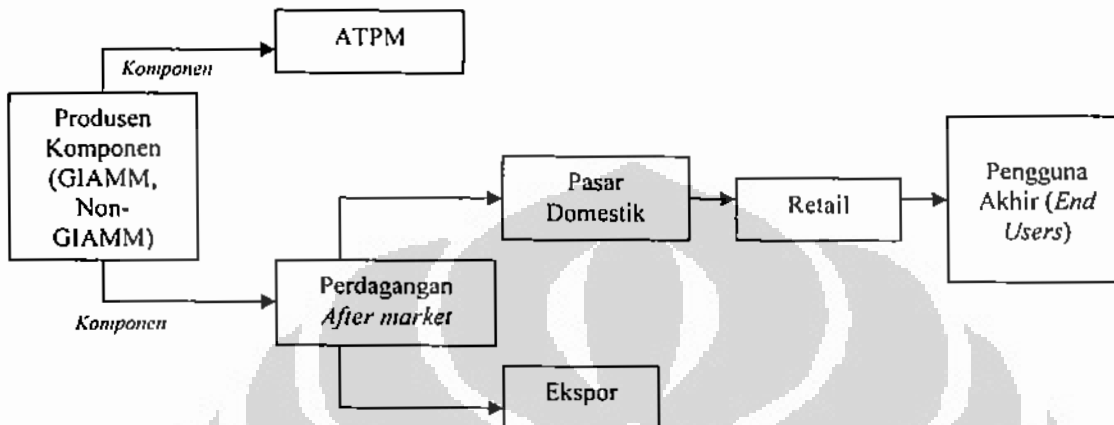 ATPM
Komponen
Produsen
Komponen
(GIAMM,
Non-
GIAMM)
Pasar
Domestik
Retail
Pengguna
Akhir (End
Users)
Perdagangan
After market
Komponen
Ekspor